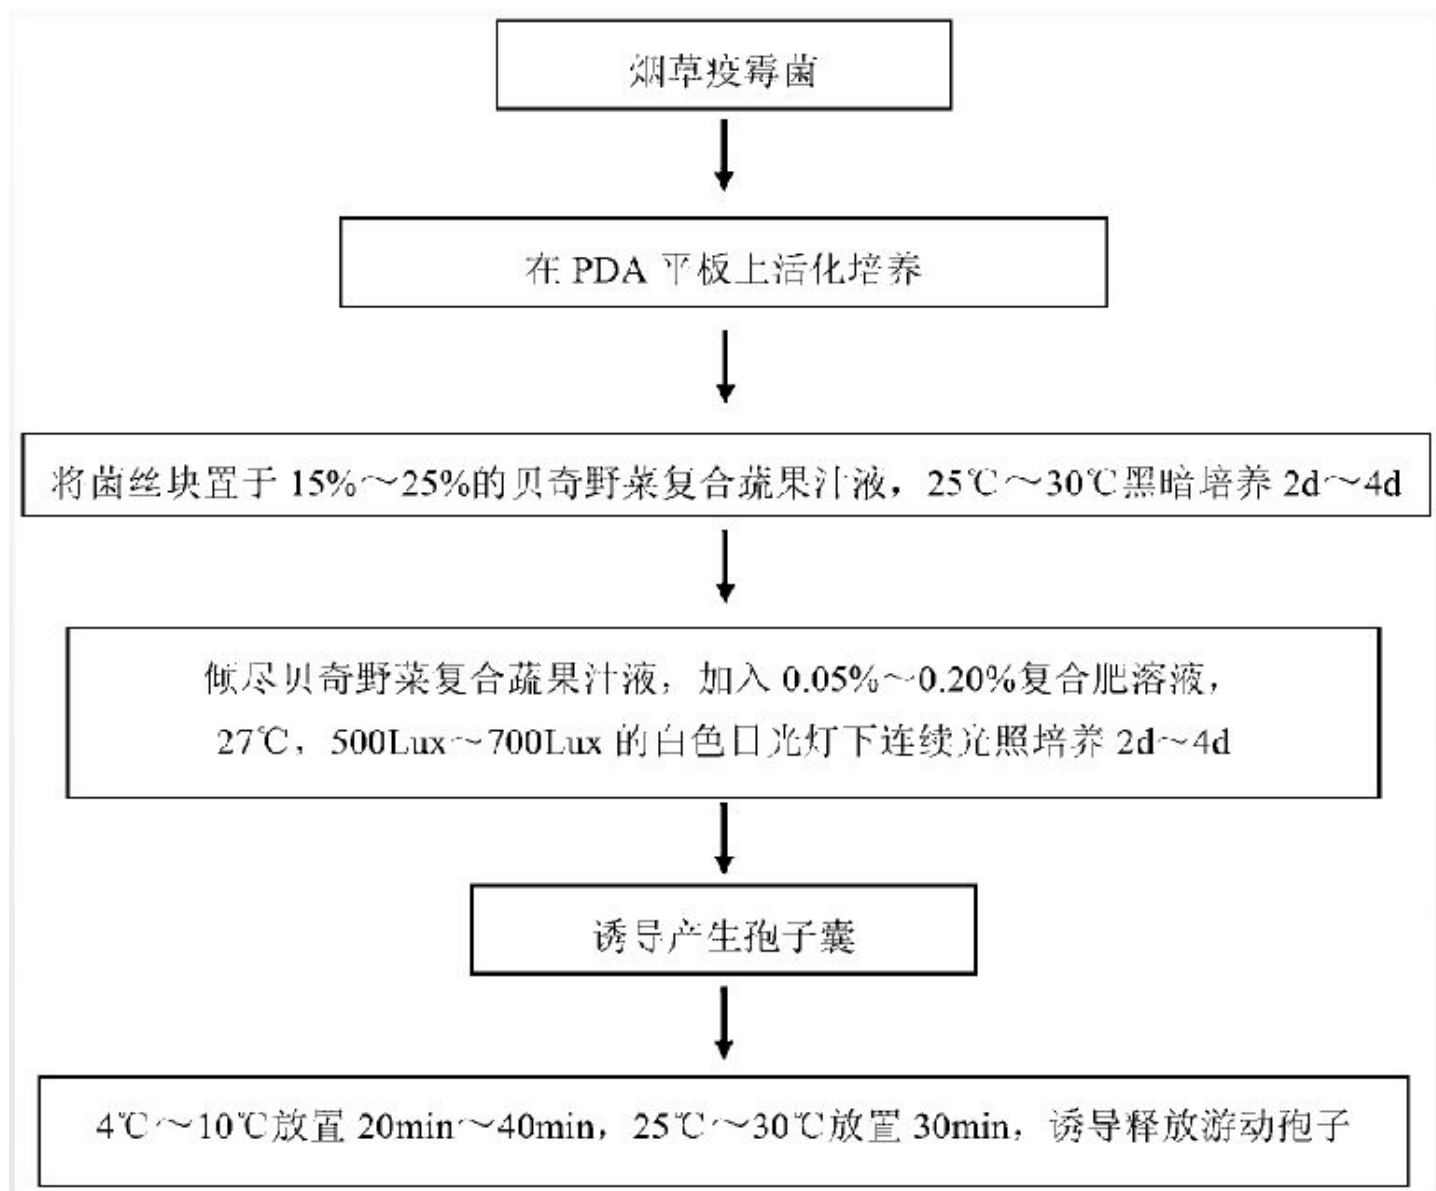 烟草疫霉菌
在 PDA 平板上活化培养
将菌丝块置于 15%～25%的贝奇野菜复合蔬果汁液，25℃～30℃黑暗培养 2d～4d
倾尽贝奇野菜复合蔬果汁液，加入 0.05%～0.20%复合肥溶液，
27℃，500Lux～700Lux 的白色日光灯下连续光照培养 2d～4d
诱导产生孢子囊
4℃～10℃放置 20min～40min，25℃～30℃放置 30min，诱导释放游动孢子